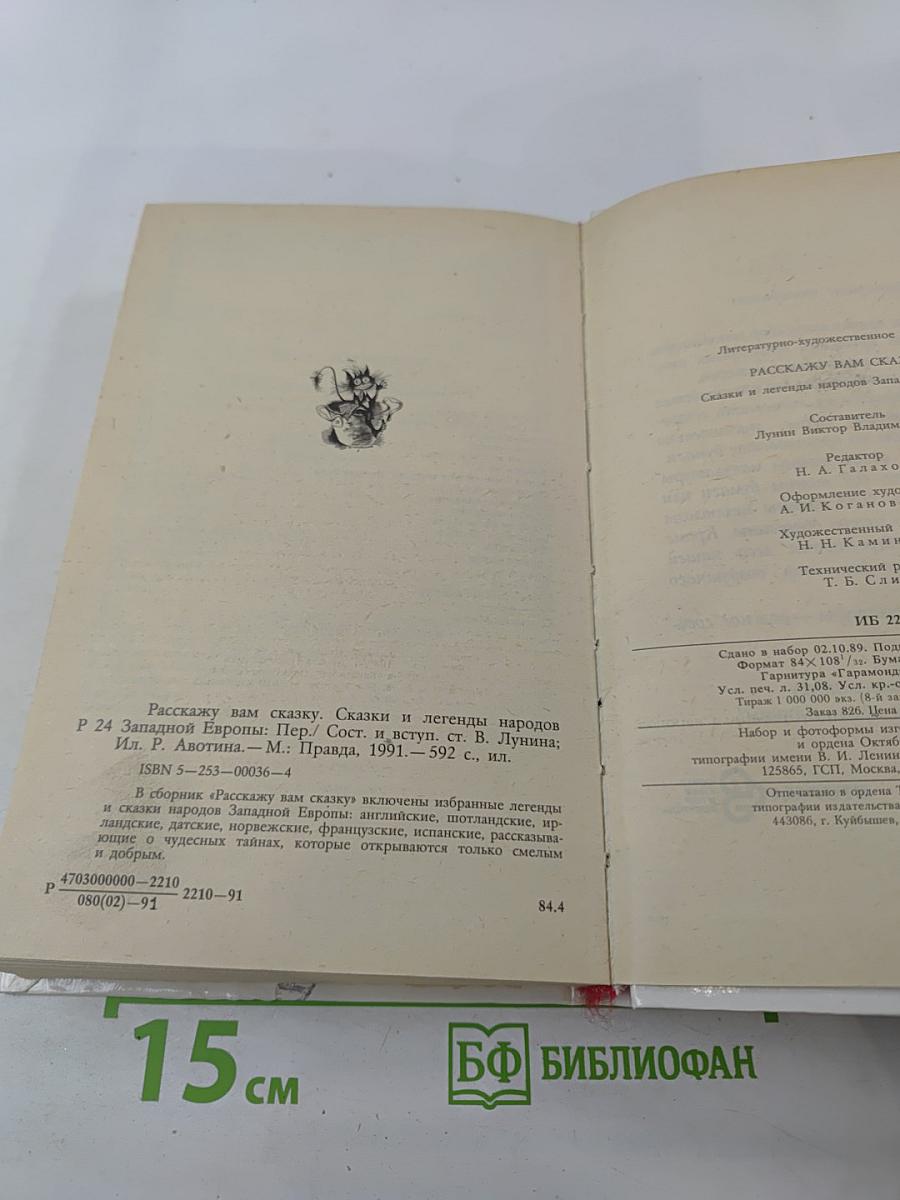 Расскажу вам сказку. Сказки и легенды народов
Р 24 Западной Европы: Пер./ Сост. и вступ. ст. В. Лунина;
Ил. Р. Авотина.— М.: Правда, 1991.— 592 с., ил.
ISBN 5—253—00036—4
В сборник «Расскажу вам сказку» включены избранные легенды
и сказки народов Западной Европы: английские, шотландские, ир-
ландские, датские, норвежские, французские, испанские, рассказыва-
ющие о чудесных тайнах, которые открываются только смелым
и добрым.
Р 4703000000—2210 2210—91
080(02)—91
84.4
Литературно-художественное
РАССКАЖУ ВАМ СКАЗ
Сказки и легенды народов Запад
Составитель
Лунин Виктор Владим
Редактор
Н. А. Галахо
Оформление худо
А. И. Коганов
Художественный
Н. Н. Камин
Технический р
Т. Б. Сли
ИБ 22
Сдано в набор 02.10.89. Подп
Формат 84×108¹/₃₂. Бума
Гарнитура «Гарамонд
Усл. печ. л. 31,08. Усл. кр.-о
Тираж 1 000 000 экз. (8-й за
Заказ 826. Цена
Набор и фотоформы изго
и ордена Октяб
типографии имени В. И. Ленин
125865, ГСП, Москва,
Отпечатано в ордена Т
типографии издательства
443086, г. Куйбышев,
15 см
БФ БИБЛИОФАН